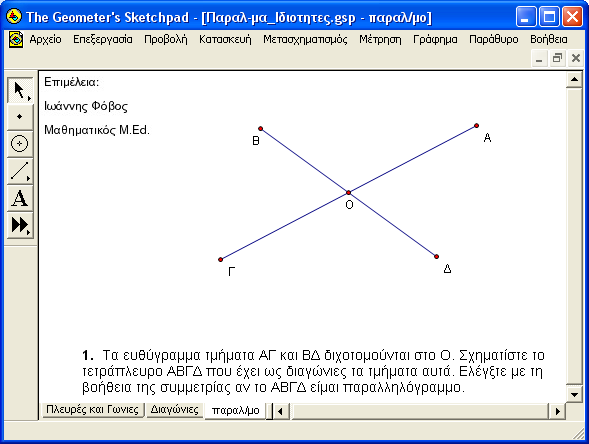 The Geometer's Sketchpad - [Παραλ-μα_Ιδιοτητες.gsp - παραλ/μο]
Αρχείο Επεξεργασία Προβολή Κατασκευή Μετασχηματισμός Μέτρηση Γράφημα Παράθυρο Βοήθεια
Επιμέλεια:
Ιωάννης Φόβος
Μαθηματικός M.Ed.
Β
Α
Ο
Γ
Δ
A
1. Τα ευθύγραμμα τμήματα ΑΓ και ΒΔ διχοτομούνται στο Ο. Σχηματίστε το
τετράπλευρο ΑΒΓΔ που έχει ως διαγώνιες τα τμήματα αυτά. Ελέγξτε με τη
βοήθεια της συμμετρίας αν το ΑΒΓΔ είμαι παραλληλόγραμμο.
Πλευρές και Γωνιες Διαγώνιες παραλ/μο